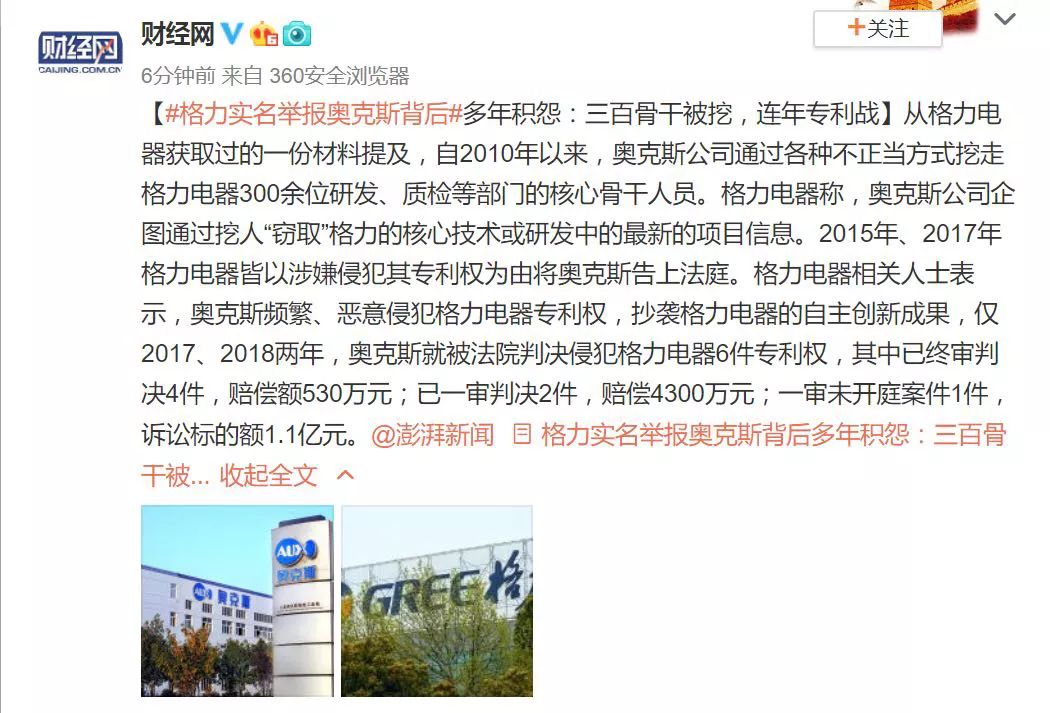 财经网
CAIJING.COM.CN
财经网
+关注
6分钟前 来自 360安全浏览器
【#格力实名举报奥克斯背后#多年积怨：三百骨干被挖，连年专利战】从格力电
器获取过的一份材料提及，自2010年以来，奥克斯公司通过各种不正当方式挖走
格力电器300余位研发、质检等部门的核心骨干人员。格力电器称，奥克斯公司企
图通过挖人“窃取”格力的核心技术或研发中的最新的项目信息。2015年、2017年
格力电器皆以涉嫌侵犯其专利权为由将奥克斯告上法庭。格力电器相关人士表
示，奥克斯频繁、恶意侵犯格力电器专利权，抄袭格力电器的自主创新成果，仅
2017、2018两年，奥克斯就被法院判决侵犯格力电器6件专利权，其中已终审判
决4件，赔偿额530万元；已一审判决2件，赔偿4300万元；一审未开庭案件1件，
诉讼标的额1.1亿元。@澎湃新闻 格力实名举报奥克斯背后多年积怨：三百骨
干被... 收起全文
AUX
奥克斯
AUX 奥克斯
GREE格